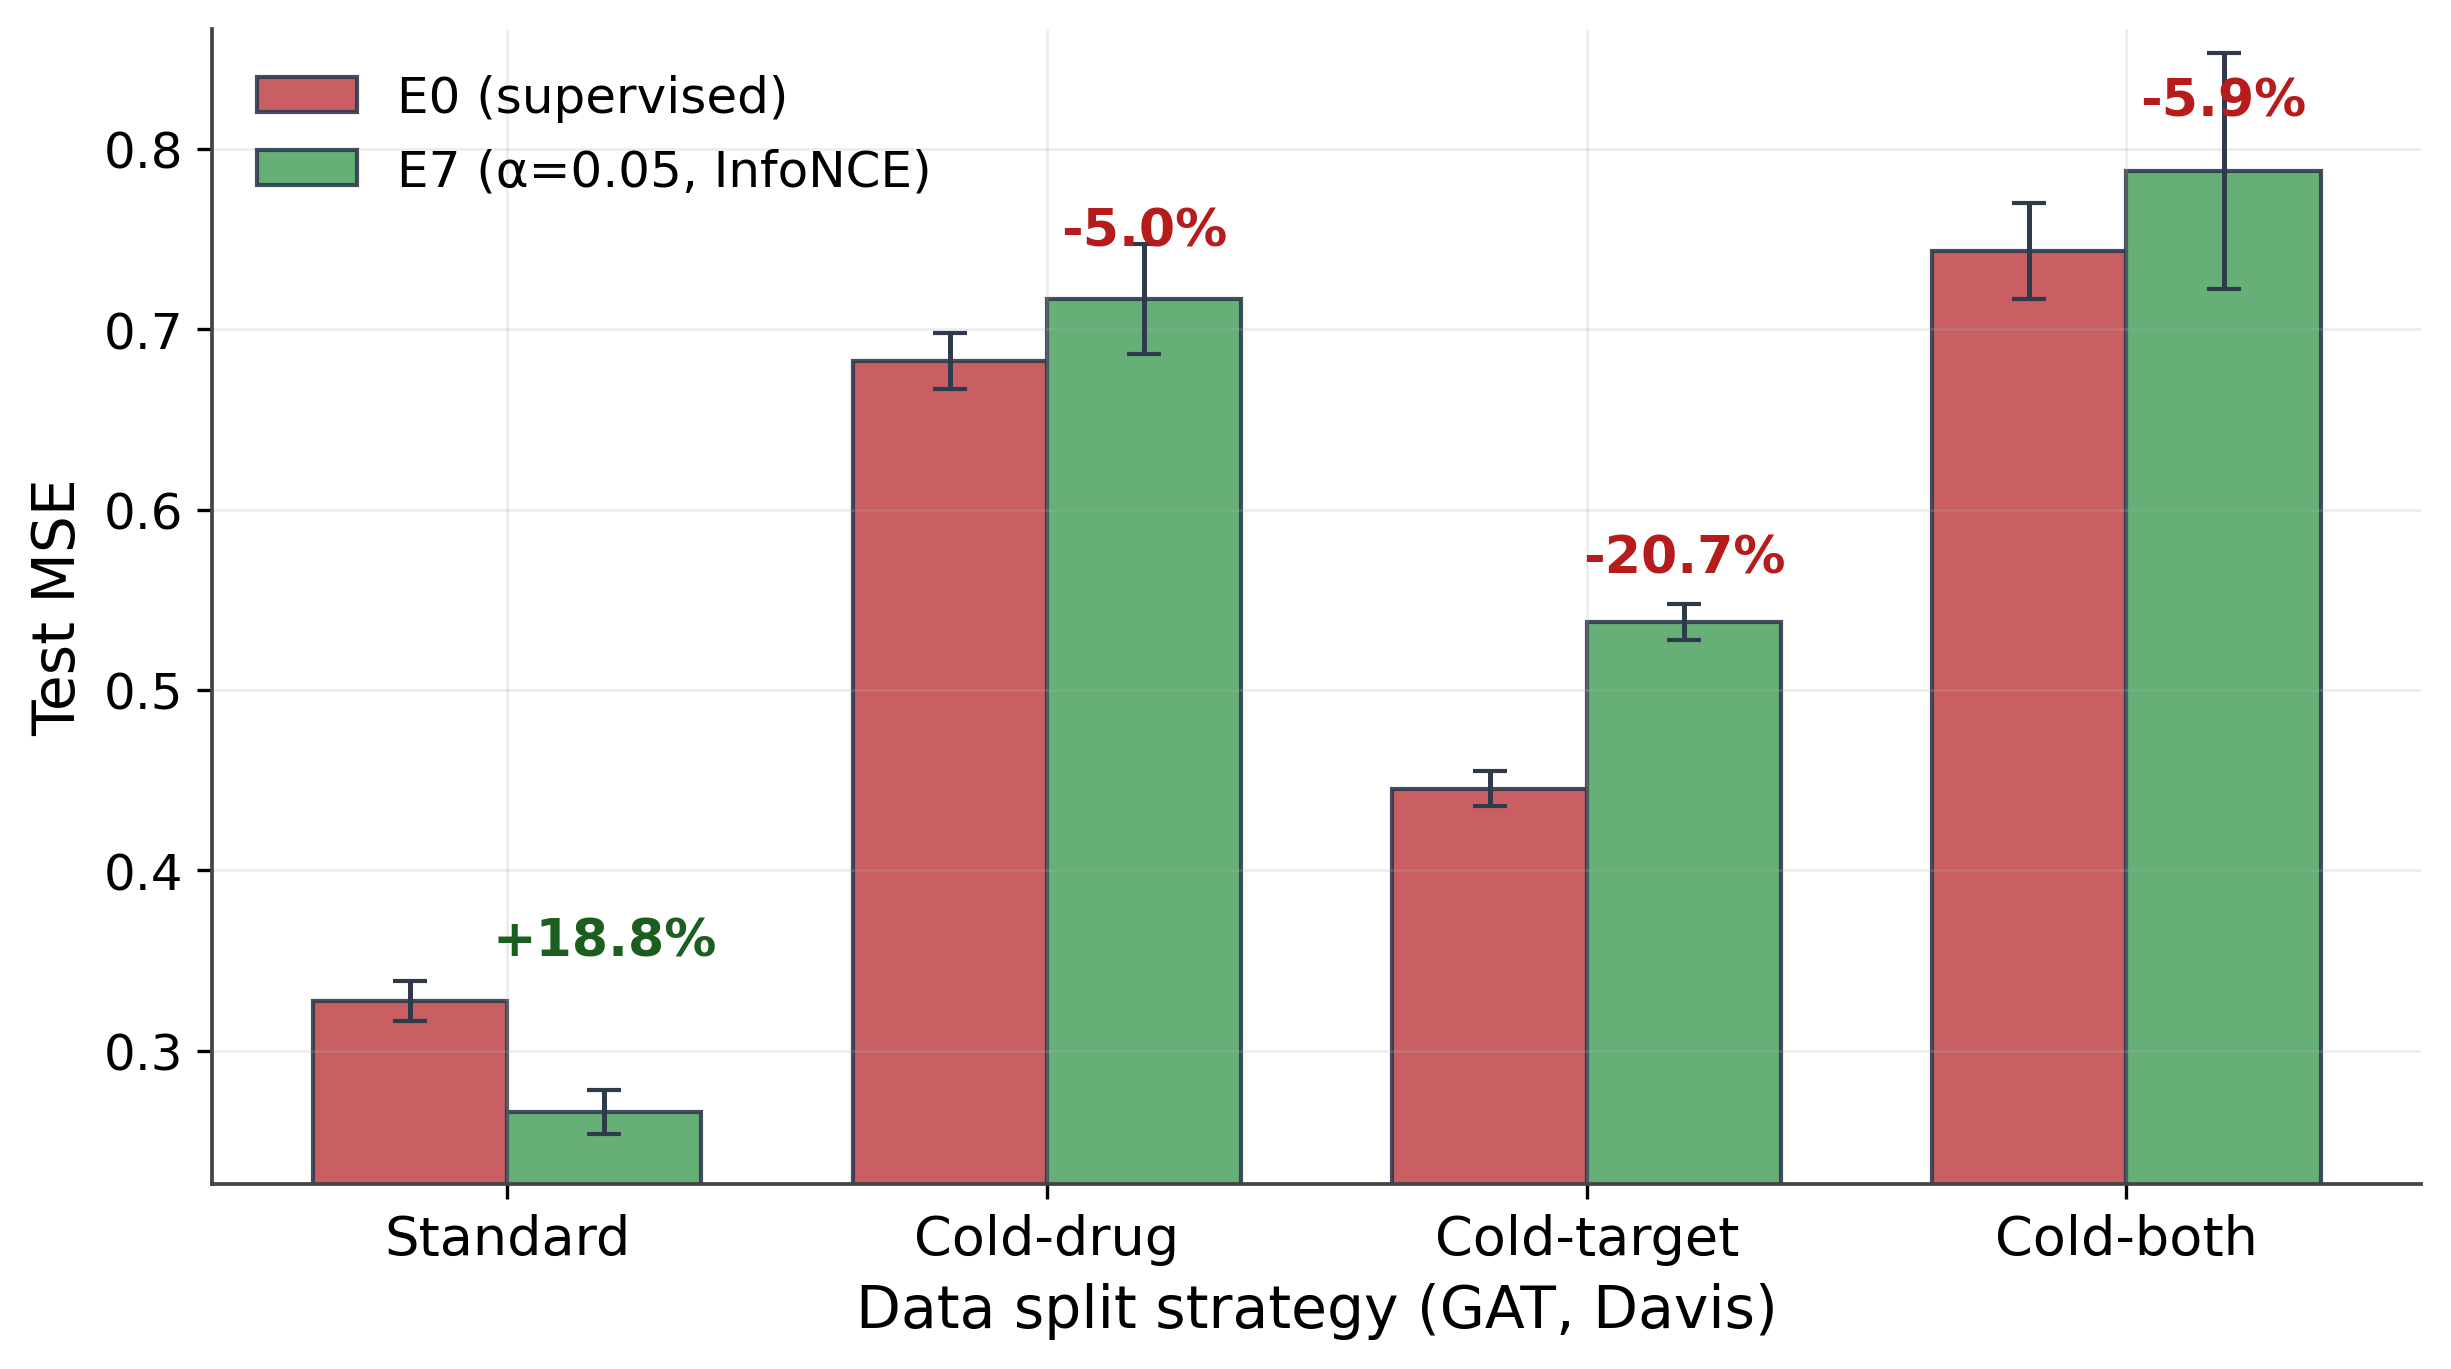 E0 (supervised)
E7 (α=0.05, InfoNCE)
-5.9%
-5.0%
-20.7%
+18.8%
Test MSE
0.8
0.7
0.6
0.5
0.4
0.3
Standard
Cold-drug
Cold-target
Cold-both
Data split strategy (GAT, Davis)